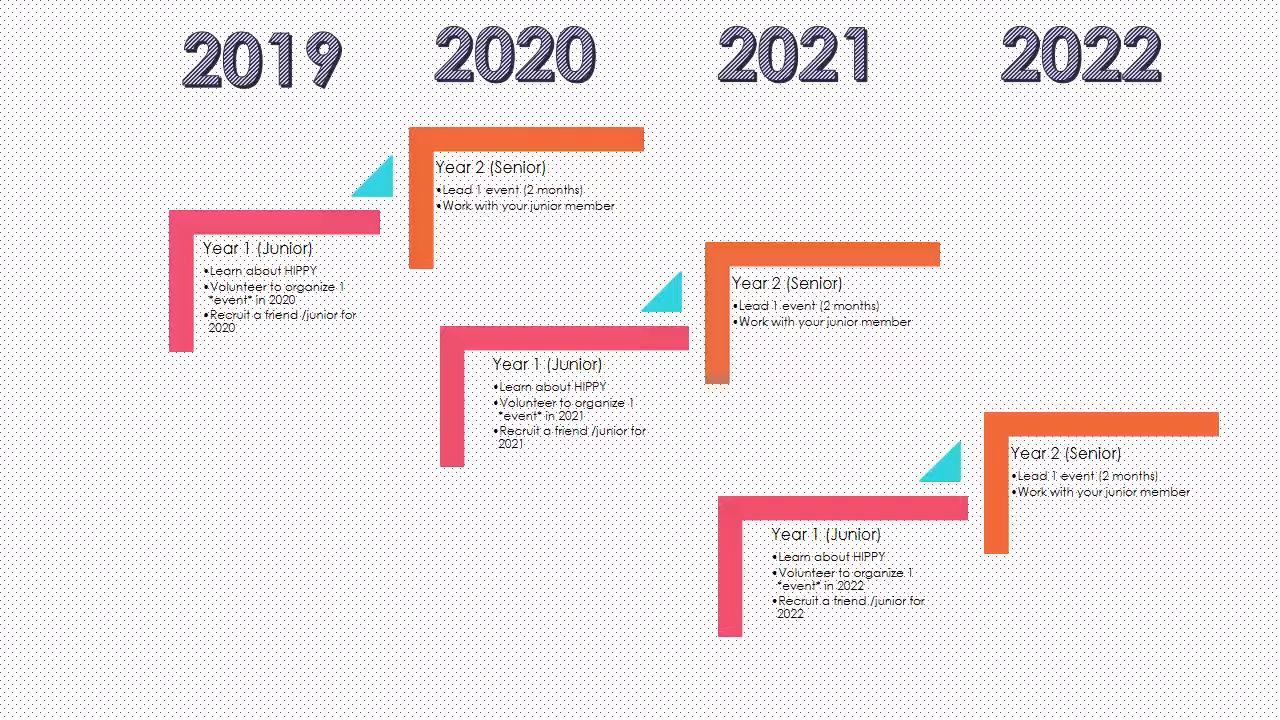 2019
2020
2021
2022
Year 2 (Senior)
•Lead 1 event (2 months)
•Work with your junior member
Year 1 (Junior)
•Learn about HIPPY
•Volunteer to organize 1
*event* in 2020
•Recruit a friend /junior for
2020
Year 2 (Senior)
•Lead 1 event (2 months)
•Work with your junior member
Year 1 (Junior)
•Learn about HIPPY
•Volunteer to organize 1
*event* in 2021
•Recruit a friend /junior for
2021
Year 2 (Senior)
•Lead 1 event (2 months)
•Work with your junior member
Year 1 (Junior)
•Learn about HIPPY
•Volunteer to organize 1
*event* in 2022
•Recruit a friend /junior for
2022